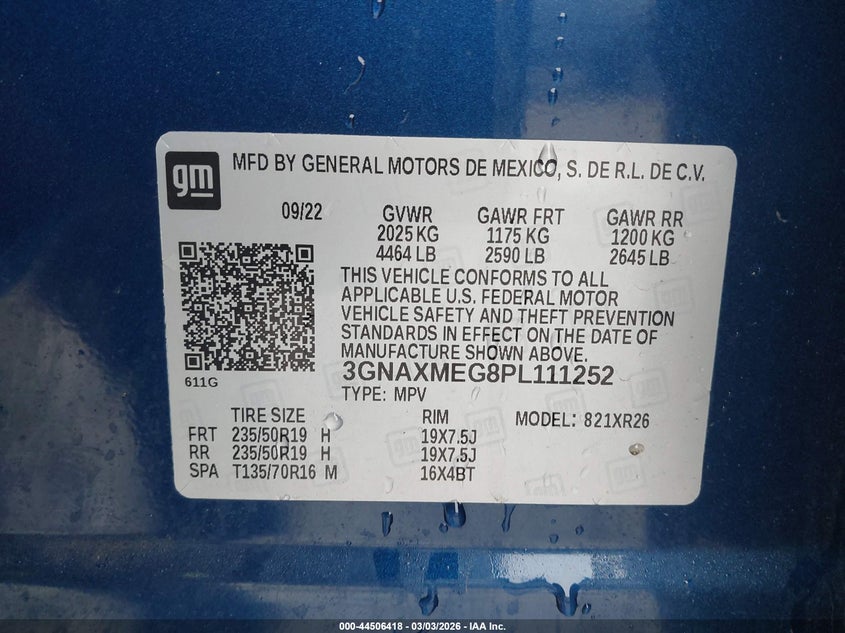 gm MFD BY GENERAL MOTORS DE MEXICO, S. DE R.L. DE C.V.
09/22 GVWR GAWR FRT GAWR RR
2025 KG 1175 KG 1200 KG
4464 LB 2590 LB 2645 LB
THIS VEHICLE CONFORMS TO ALL
APPLICABLE U.S. FEDERAL MOTOR
VEHICLE SAFETY AND THEFT PREVENTION
STANDARDS IN EFFECT ON THE DATE OF
MANUFACTURE SHOWN ABOVE.
611G 3GNAXMEG8PL111252
TYPE: MPV
TIRE SIZE RIM MODEL: 821XR26
FRT 235/50R19 H 19X7.5J
RR 235/50R19 H 19X7.5J
SPA T135/70R16 M 16X4BT
000-44506418 - 03/03/2026 - IAA Inc.